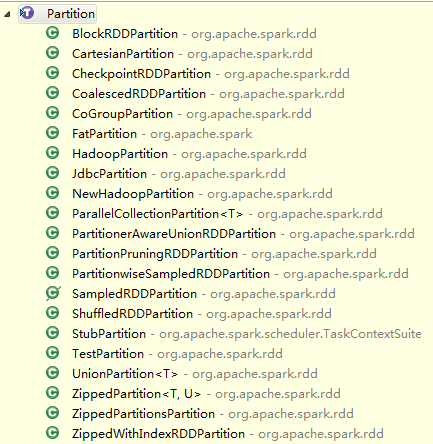 Partition
BlockRDDPartition - org.apache.spark.rdd
CartesianPartition - org.apache.spark.rdd
CheckpointRDDPartition - org.apache.spark.rdd
CoalescedRDDPartition - org.apache.spark.rdd
CoGroupPartition - org.apache.spark.rdd
FatPartition - org.apache.spark
HadoopPartition - org.apache.spark.rdd
JdbcPartition - org.apache.spark.rdd
NewHadoopPartition - org.apache.spark.rdd
ParallelCollectionPartition<T> - org.apache.spark.rdd
PartitionerAwareUnionRDDPartition - org.apache.spark.rdd
PartitionPruningRDDPartition - org.apache.spark.rdd
PartitionwiseSampledRDDPartition - org.apache.spark.rdd
SampledRDDPartition - org.apache.spark.rdd
ShuffledRDDPartition - org.apache.spark.rdd
StubPartition - org.apache.spark.scheduler.TaskContextSuite
TestPartition - org.apache.spark.rdd
UnionPartition<T> - org.apache.spark.rdd
ZippedPartition<T, U> - org.apache.spark.rdd
ZippedPartitionsPartition - org.apache.spark.rdd
ZippedWithIndexRDDPartition - org.apache.spark.rdd